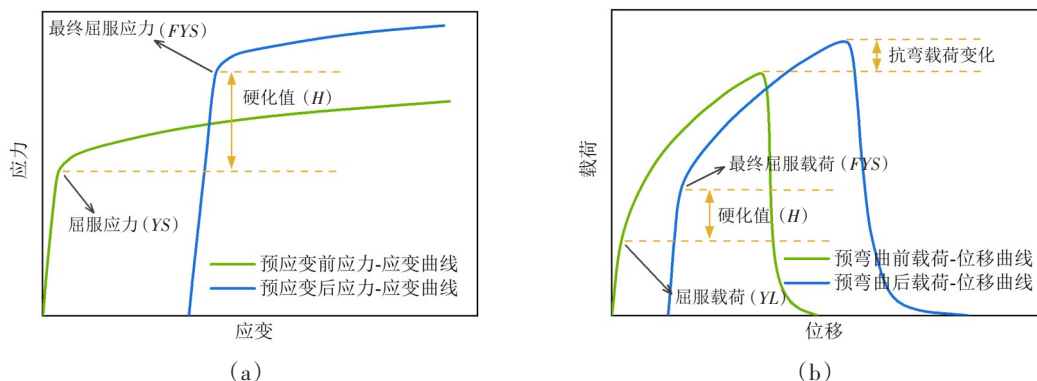 最终屈服应力(FYS)
硬化值(H)
屈服应力(YS)
预应变前应力-应变曲线
预应变后应力-应变曲线
应力
应变
(a)
抗弯载荷变化
最终屈服载荷(FYS)
硬化值(H)
预弯曲前载荷-位移曲线
预弯曲后载荷-位移曲线
屈服载荷(YL)
载荷
位移
(b)